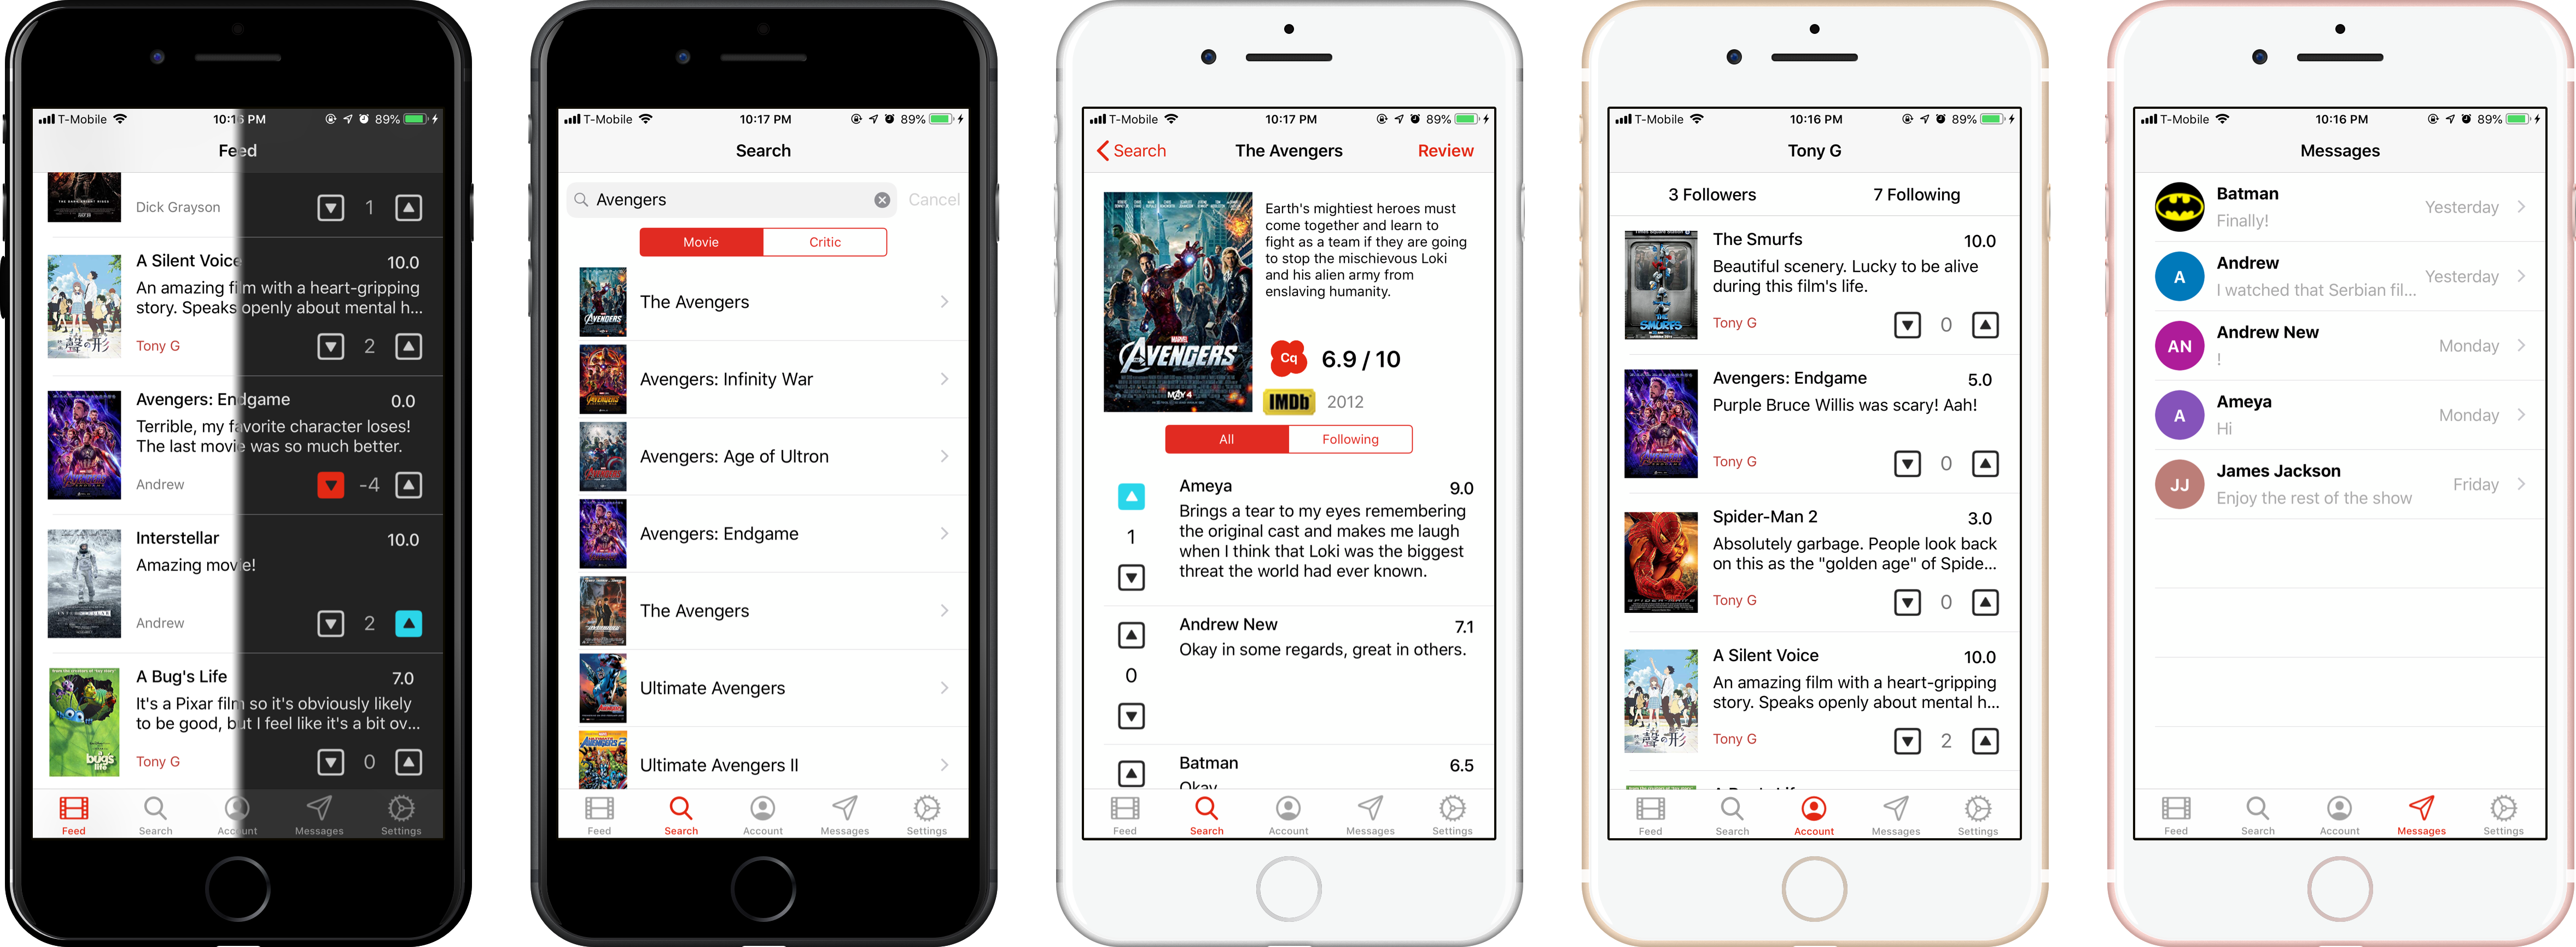 T-Mobile 10:16 PM 89%
Feed
Dick Grayson 1
A Silent Voice 10.0
An amazing film with a heart-gripping
story. Speaks openly about mental h...
Tony G 2
Avengers: Endgame 0.0
Terrible, my favorite character loses!
The last movie was so much better.
Andrew -4
Interstellar 10.0
Amazing movie!
Andrew 2
A Bug's Life 7.0
It's a Pixar film so it's obviously likely
to be good, but I feel like it's a bit ov...
bug's
life
Tony G 0
Feed Search Account Messages Settings
T-Mobile 10:17 PM 89%
Search
Avengers Cancel
Movie Critic
The Avengers
Avengers: Infinity War
Avengers: Age of Ultron
Avengers: Endgame
The Avengers
Ultimate Avengers
Ultimate Avengers II
Feed Search Account Messages Settings
T-Mobile 10:17 PM 89%
Search The Avengers Review
Earth's mightiest heroes must
come together and learn to
fight as a team if they are going
to stop the mischievous Loki
and his alien army from
enslaving humanity.
MARVEL
AVENGERS
MAY 4
Cq 6.9 / 10
IMDb 2012
All Following
Ameya 9.0
Brings a tear to my eyes remembering
the original cast and makes me laugh
when I think that Loki was the biggest
threat the world had ever known.
1
Andrew New 7.1
Okay in some regards, great in others.
0
Batman 6.5
Okay
Feed Search Account Messages Settings
T-Mobile 10:16 PM 89%
Tony G
3 Followers 7 Following
The Smurfs 10.0
Beautiful scenery. Lucky to be alive
during this film's life.
THE
SMURFS
Tony G 0
Avengers: Endgame 5.0
Purple Bruce Willis was scary! Aah!
Tony G 0
Spider-Man 2 3.0
Absolutely garbage. People look back
on this as the "golden age" of Spide...
Tony G 0
A Silent Voice 10.0
An amazing film with a heart-gripping
story. Speaks openly about mental h...
聲の形
Tony G 2
Feed Search Account Messages Settings
T-Mobile 10:16 PM 89%
Messages
Batman
Finally! Yesterday
A Andrew
I watched that Serbian fil... Yesterday
AN Andrew New
! Monday
A Ameya
Hi Monday
JJ James Jackson
Enjoy the rest of the show Friday
Feed Search Account Messages Settings